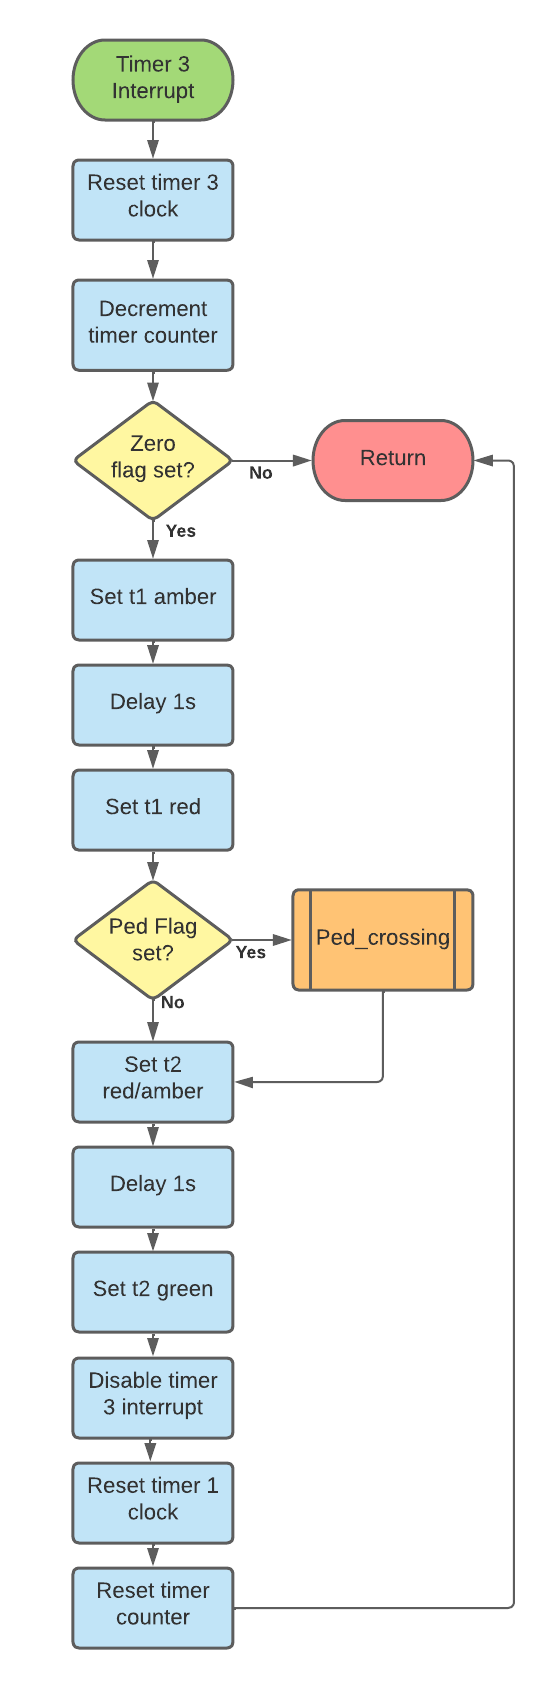 Timer 3
Interrupt
Reset timer 3
clock
Decrement
timer counter
Zero
flag set?
No
Return
Yes
Set t1 amber
Delay 1s
Set t1 red
Ped Flag
set?
Yes
Ped_crossing
No
Set t2
red/amber
Delay 1s
Set t2 green
Disable timer
3 interrupt
Reset timer 1
clock
Reset timer
counter